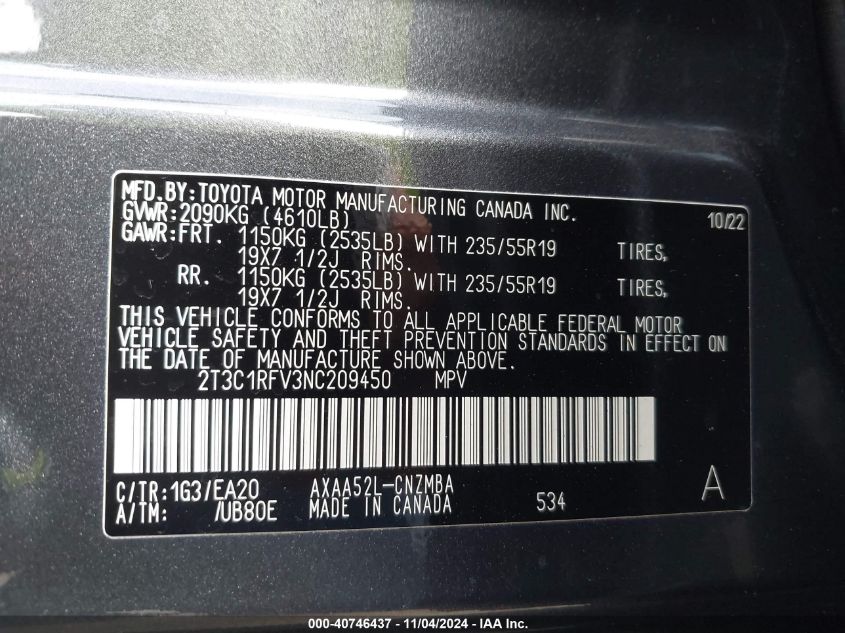 MFD.BY:TOYOTA MOTOR MANUFACTURING CANADA INC. 10/22
GVWR:2090KG (4610LB)
GAWR:FRT. 1150KG (2535LB) WITH 235/55R19 TIRES,
19X7 1/2J RIMS.
RR. 1150KG (2535LB) WITH 235/55R19 TIRES,
19X7 1/2J RIMS.
THIS VEHICLE CONFORMS TO ALL APPLICABLE FEDERAL MOTOR
VEHICLE SAFETY AND THEFT PREVENTION STANDARDS IN EFFECT ON
THE DATE OF MANUFACTURE SHOWN ABOVE.
2T3C1RFV3NC209450 MPV
C/TR:1G3/EA20 AXAA52L-CNZMBA A
A/TM: /UB80E MADE IN CANADA 534
000-40746437 - 11/04/2024 - IAA Inc.